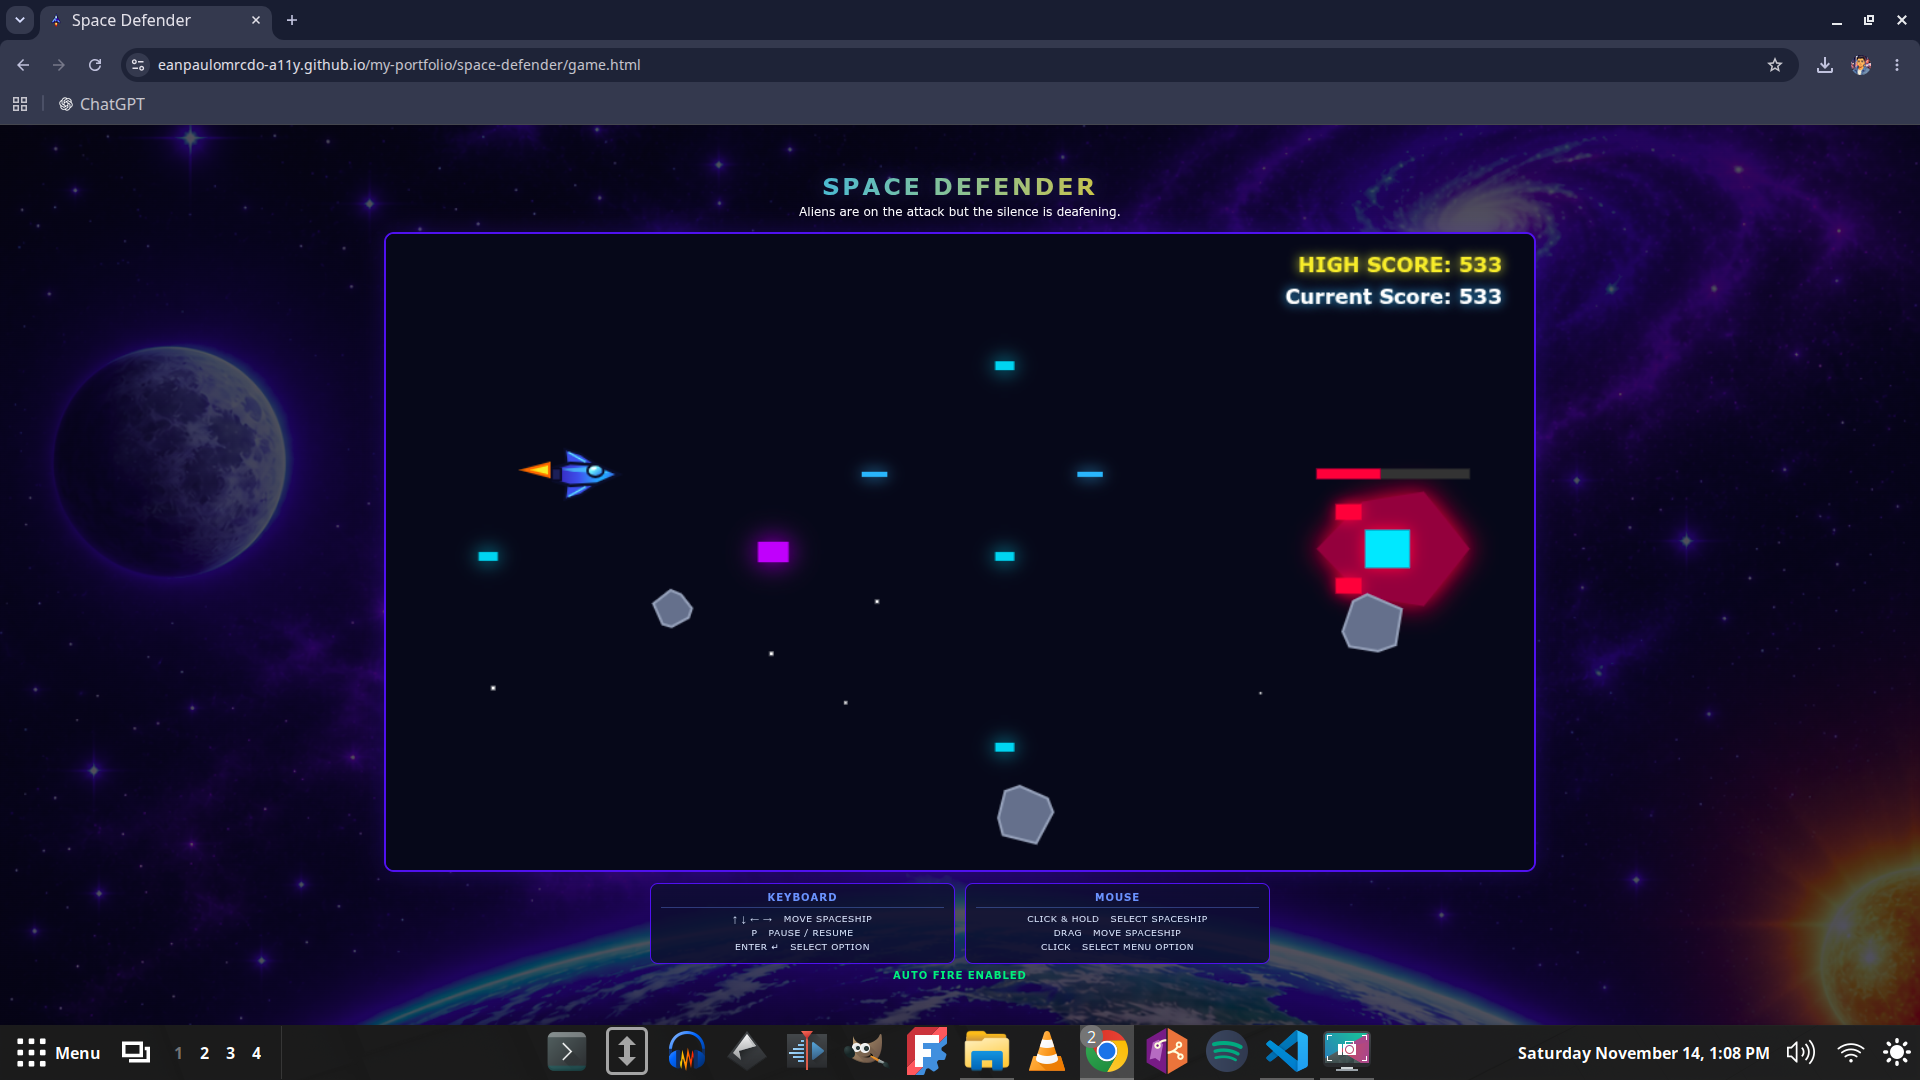 Space Defender
eanpaulomrcdo-a11y.github.io/my-portfolio/space-defender/game.html
ChatGPT
SPACE DEFENDER
Aliens are on the attack but the silence is deafening.
HIGH SCORE: 533
Current Score: 533
KEYBOARD
↑↓←→ MOVE SPACESHIP
P PAUSE / RESUME
ENTER ↵ SELECT OPTION
MOUSE
CLICK & HOLD SELECT SPACESHIP
DRAG MOVE SPACESHIP
CLICK SELECT MENU OPTION
AUTO FIRE ENABLED
Menu 1 2 3 4
2
Saturday November 14, 1:08 PM